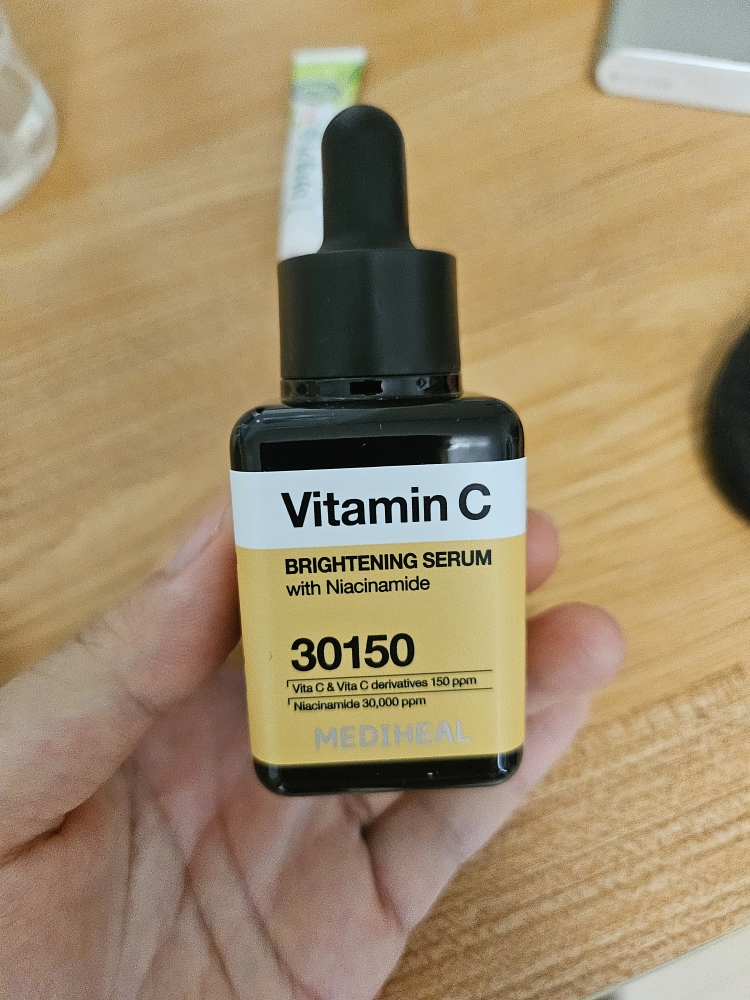 Vitamin C
BRIGHTENING SERUM
with Niacinamide
30150
Vita C & Vita C derivatives 150 ppm
Niacinamide 30,000 ppm
MEDIHEAL